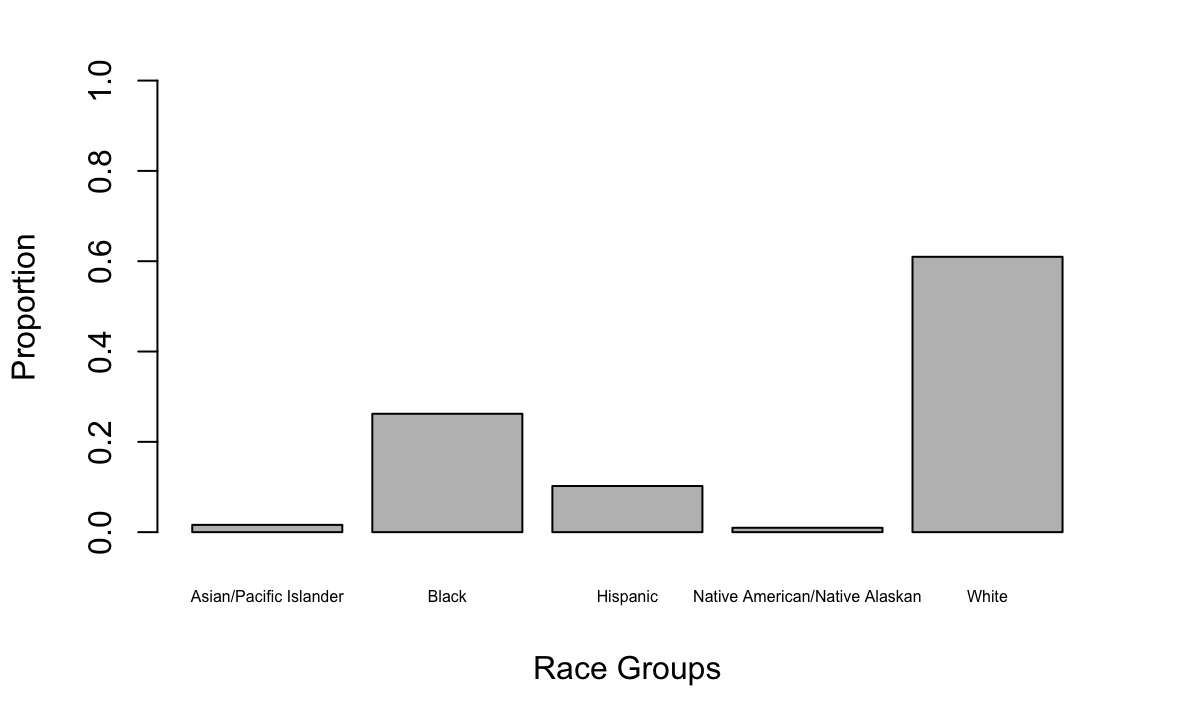 Proportion
1.0
0.8
0.6
0.4
0.2
0.0
Asian/Pacific Islander
Black
Hispanic
Native American/Native Alaskan
White
Race Groups